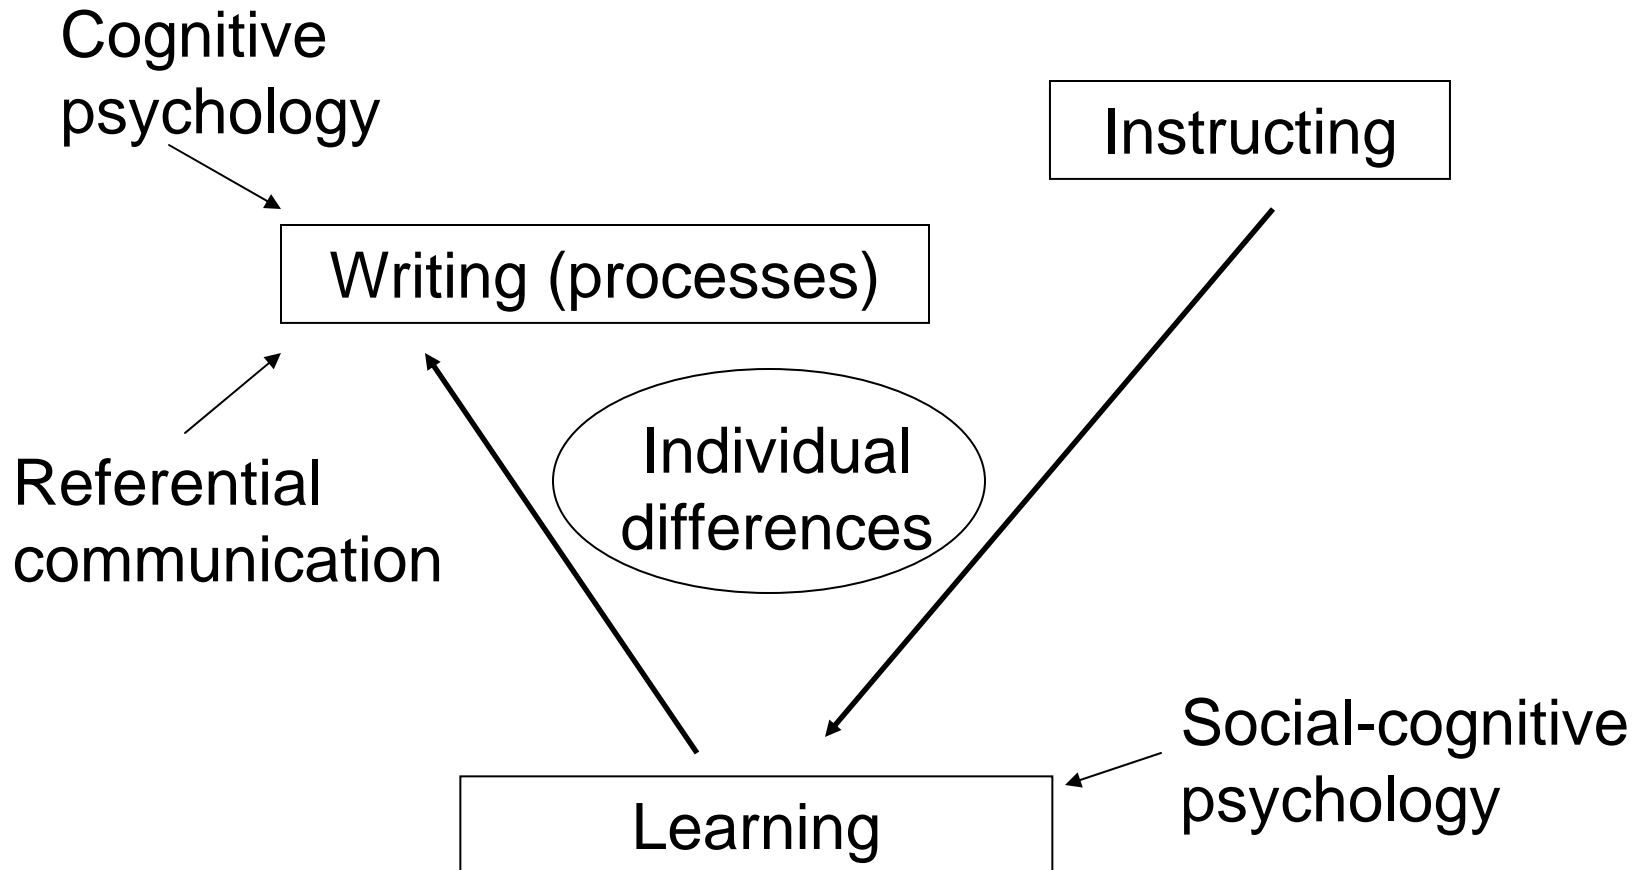 Cognitive
psychology
Instructing
Writing (processes)
Individual
differences
Referential
communication
Social-cognitive
psychology
Learning